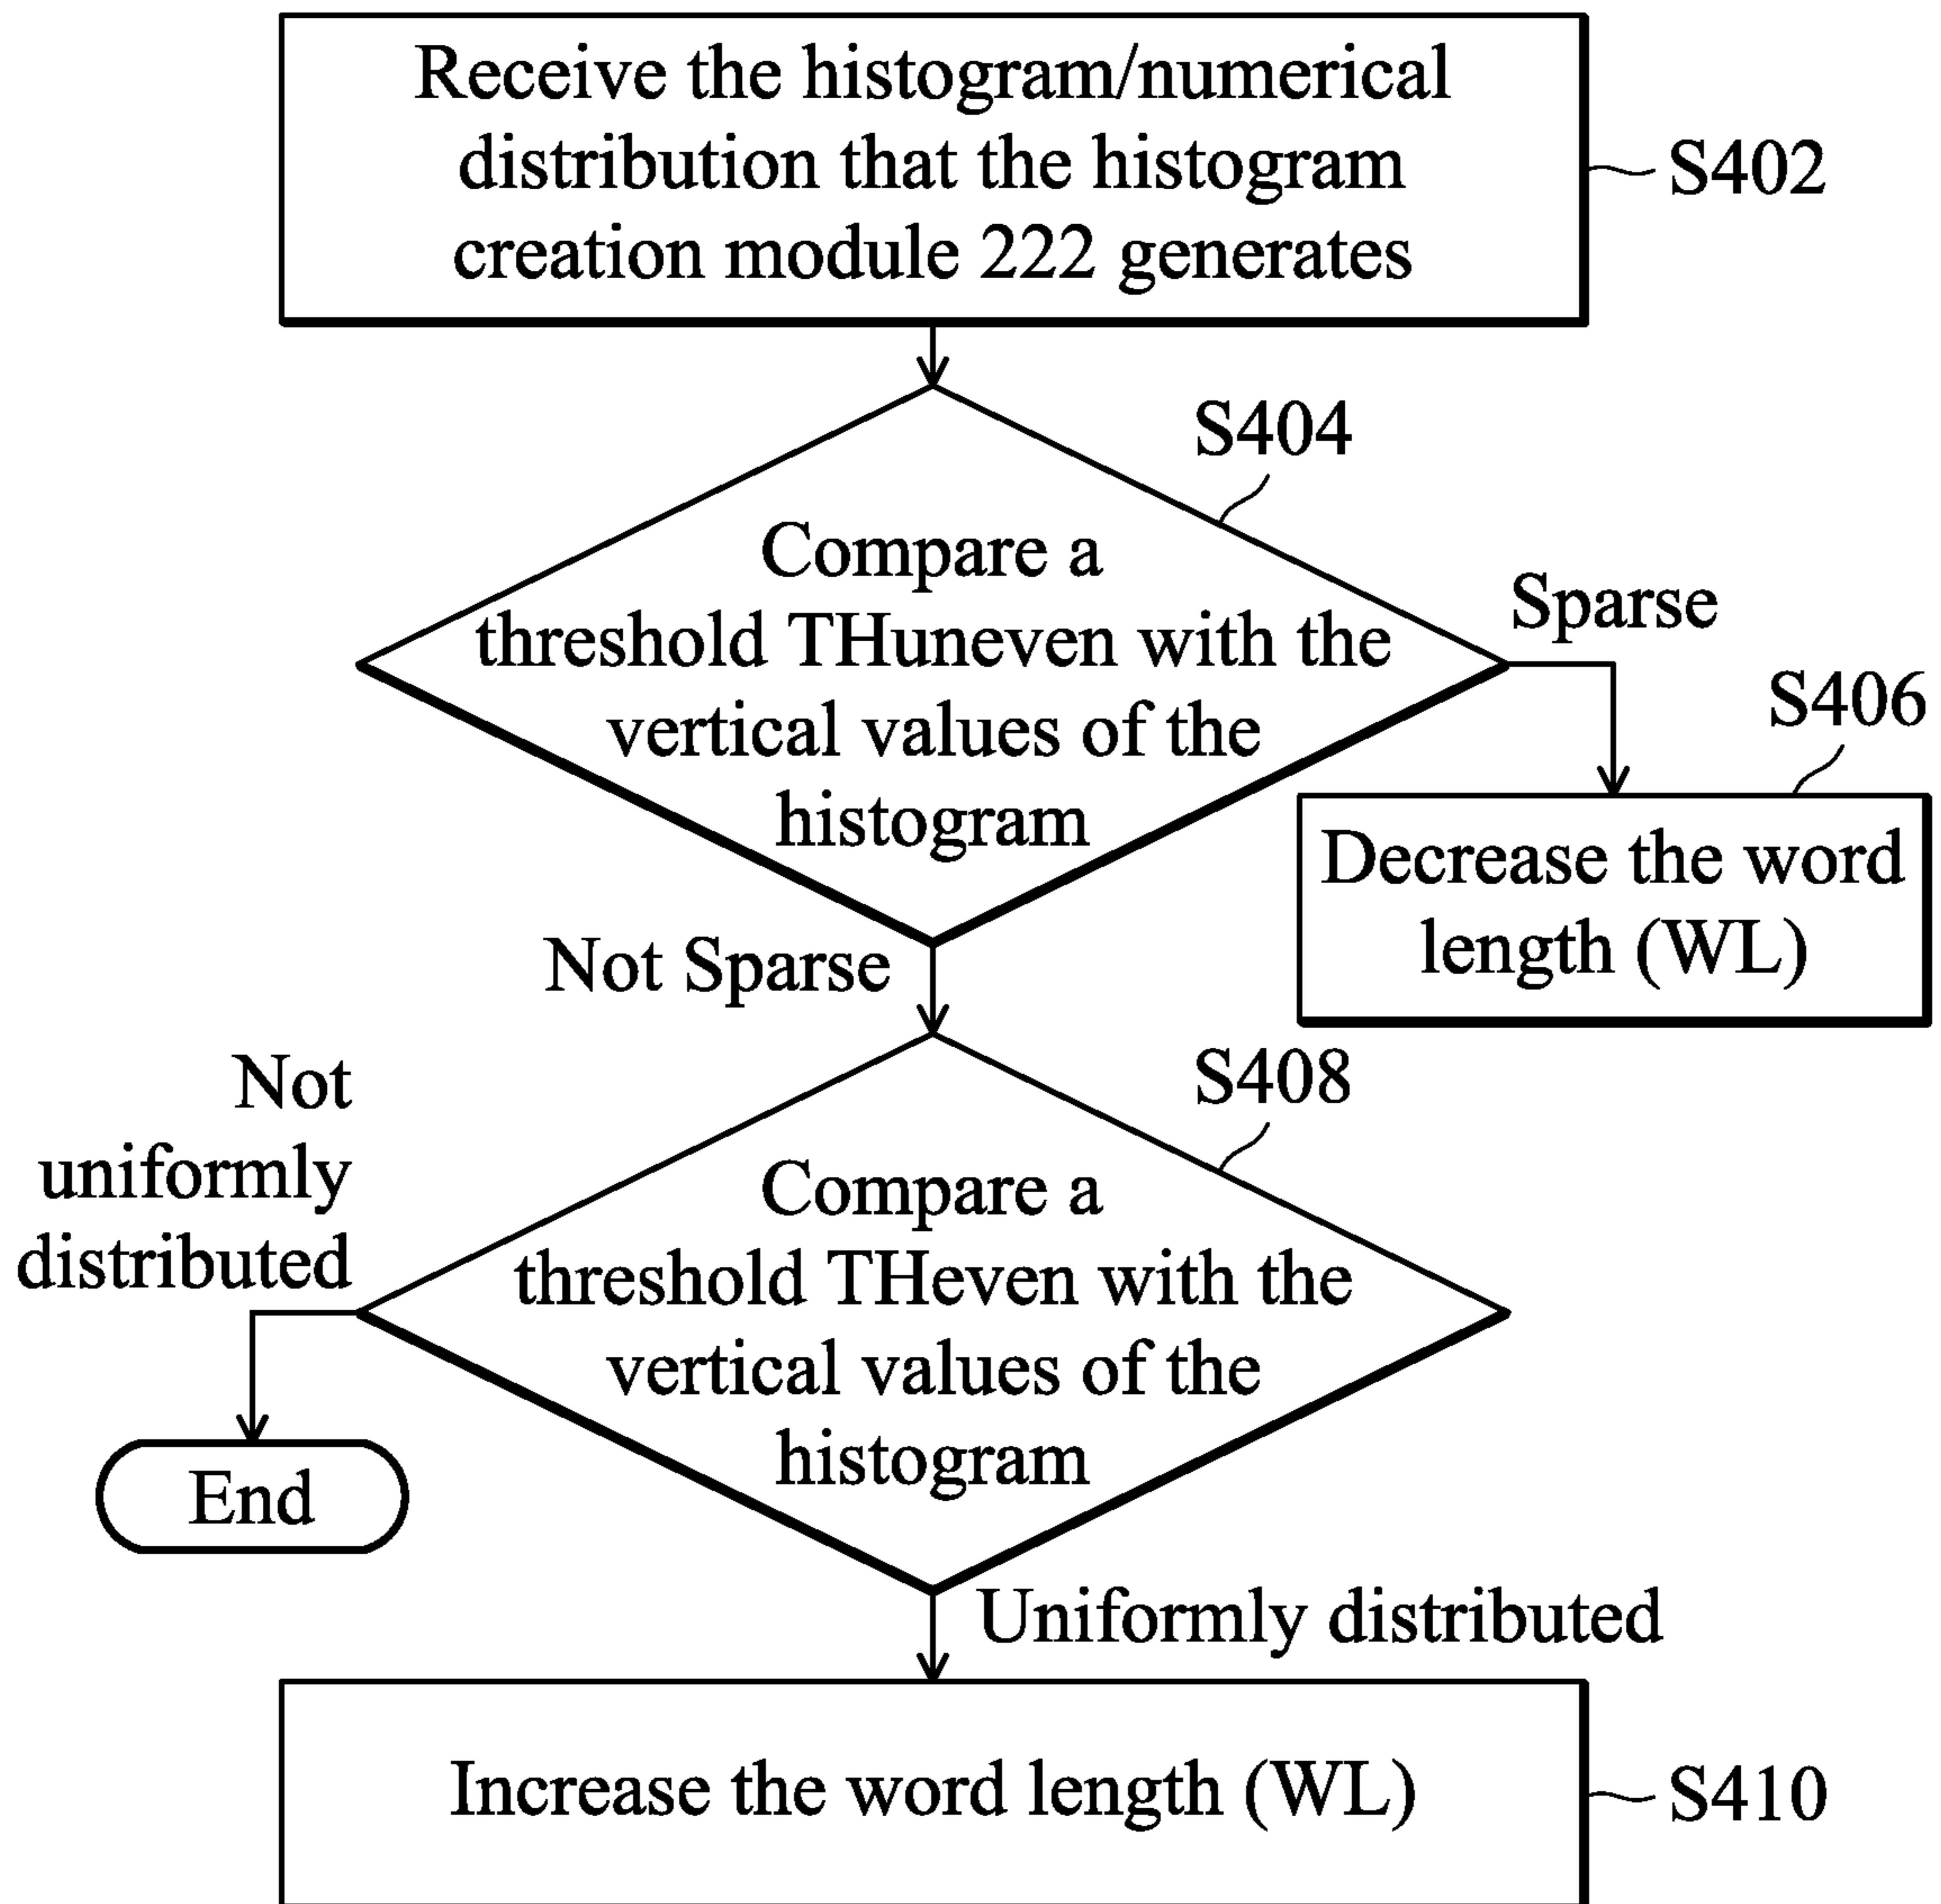 Receive the histogram/numerical
distribution that the histogram
creation module 222 generates
S402
S404
Compare a
threshold THuneven with the
vertical values of the
histogram
Sparse
S406
Decrease the word
length (WL)
Not Sparse
S408
Compare a
threshold THeven with the
vertical values of the
histogram
Not
uniformly
distributed
End
Uniformly distributed
Increase the word length (WL)
S410